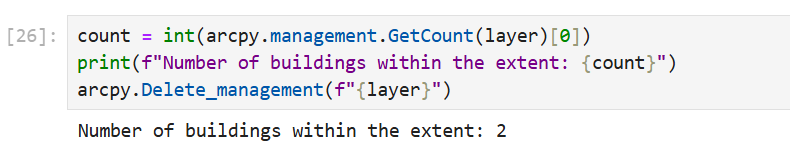 [26]: count = int(arcpy.management.GetCount(layer)[0])
print(f"Number of buildings within the extent: {count}")
arcpy.Delete_management(f"{layer}")
Number of buildings within the extent: 2